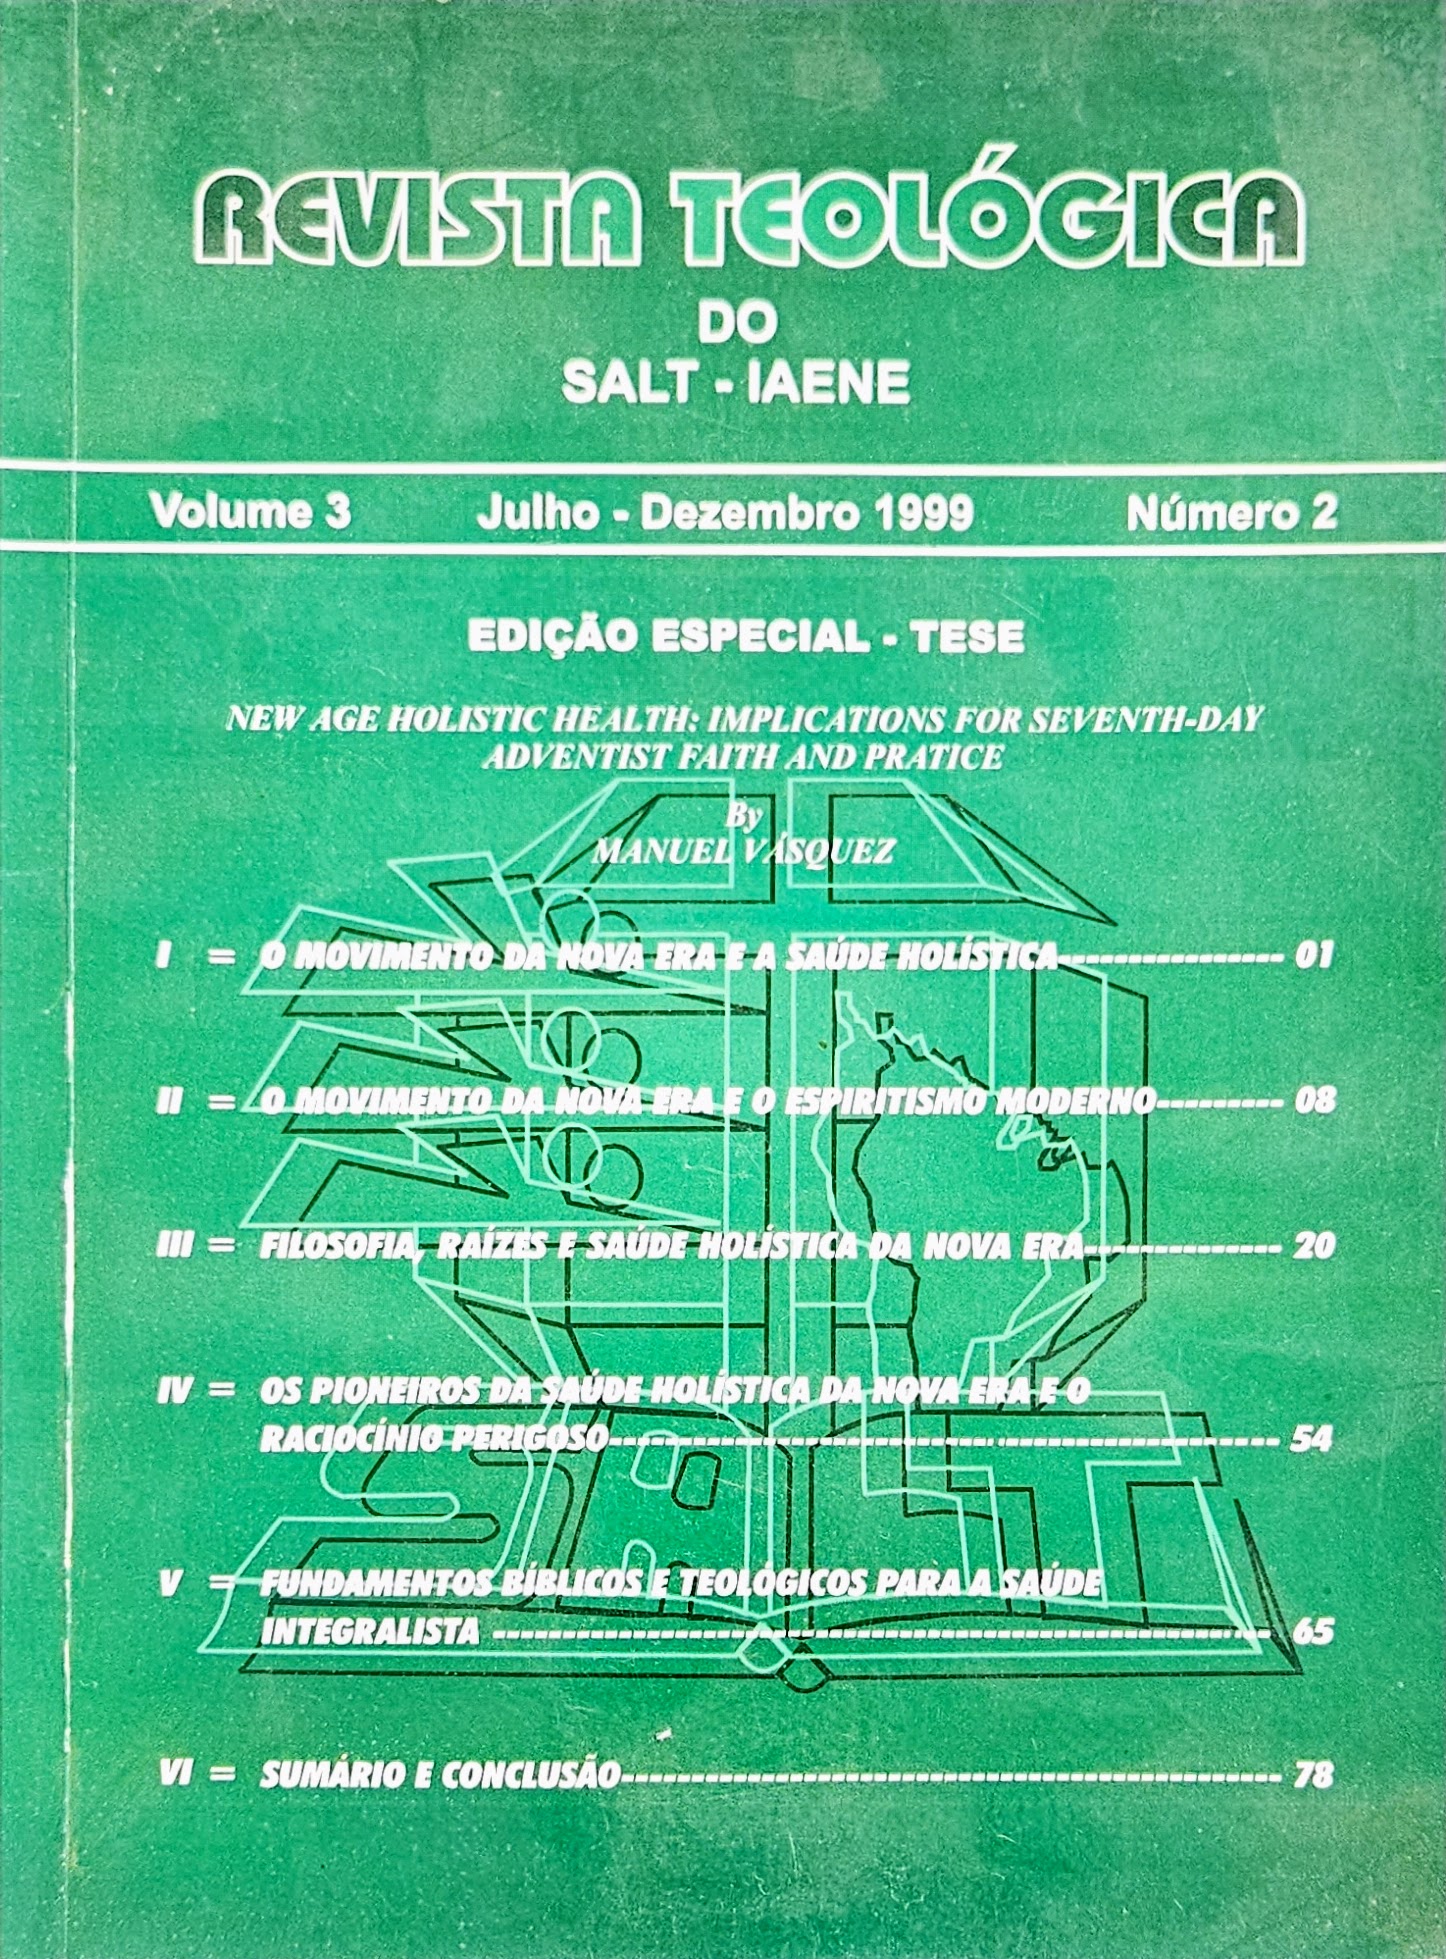 REVISTA TEOLÓGICA
DO
SALT - IAENE
Volume 3 Julho - Dezembro 1999 Número 2
EDIÇÃO ESPECIAL - TESE
NEW AGE HOLISTIC HEALTH: IMPLICATIONS FOR SEVENTH-DAY
ADVENTIST FAITH AND PRATICE
By
MANUEL VÁSQUEZ
I = O MOVIMENTO DA NOVA ERA E A SAÚDE HOLÍSTICA---------------- 01
II = O MOVIMENTO DA NOVA ERA E O ESPIRITISMO MODERNO--------- 08
III = FILOSOFIA, RAÍZES E SAÚDE HOLÍSTICA DA NOVA ERA-------------- 20
IV = OS PIONEIROS DA SAÚDE HOLÍSTICA DA NOVA ERA E O
RACIOCÍNIO PERIGOSO------------------------------------------------ 54
V = FUNDAMENTOS BÍBLICOS E TEOLÓGICOS PARA A SAÚDE
INTEGRALISTA -------------------------------------------------------- 65
VI = SUMÁRIO E CONCLUSÃO----------------------------------------------- 78
SALT